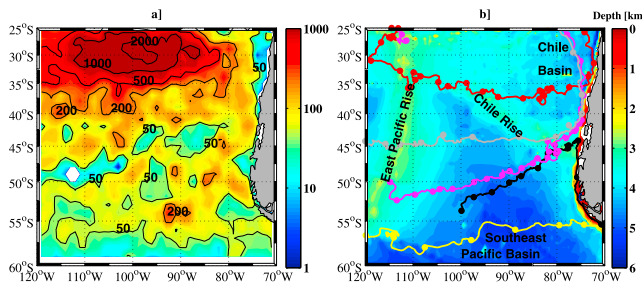 a]
b]
Depth [km]
25°S
30°S
35°S
40°S
45°S
50°S
55°S
60°S
120°W
110°W
100°W
90°W
80°W
70°W
2000
1000
500
200
200
50
50
50
50
50
200
50
50
1000
100
10
1
25°S
30°S
35°S
40°S
45°S
50°S
55°S
60°S
120°W
110°W
100°W
90°W
80°W
70°W
Chile
Basin
East Pacific Rise
Chile Rise
Southeast
Pacific Basin
0
1
2
3
4
5
6